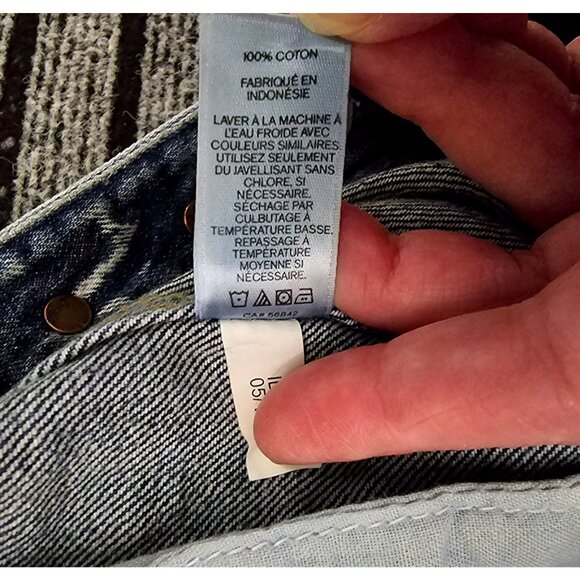 100% COTON
FABRIQUÉ EN
INDONÉSIE
LAVER À LA MACHINE À
L'EAU FROIDE AVEC
COULEURS SIMILAIRES.
UTILISEZ SEULEMENT
DU JAVELLISANT SANS
CHLORE, SI
NÉCESSAIRE.
SÉCHAGE PAR
CULBUTAGE À
TEMPÉRATURE BASSE.
REPASSAGE À
TEMPÉRATURE
MOYENNE SI
NÉCESSAIRE.
CA# 56842
05/